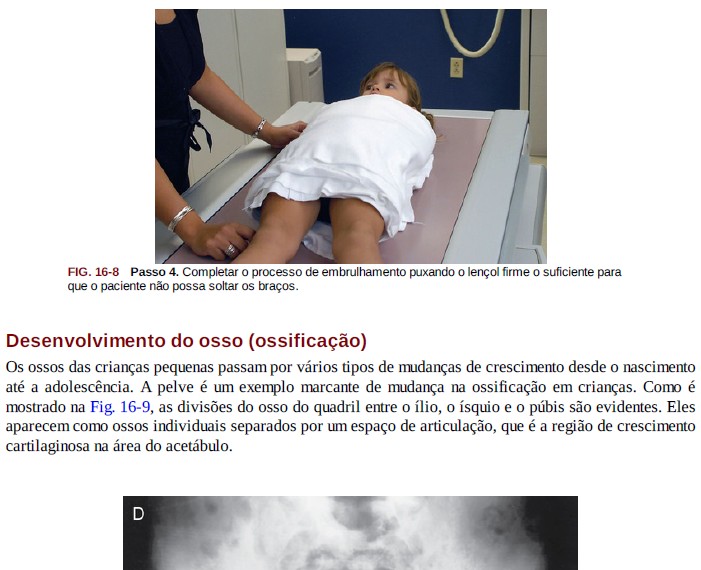 FIG. 16-8 Passo 4. Completar o processo de embrulhamento puxando o lençol firme o suficiente para
que o paciente não possa soltar os braços.
Desenvolvimento do osso (ossificação)
Os ossos das crianças pequenas passam por vários tipos de mudanças de crescimento desde o nascimento
até a adolescência. A pelve é um exemplo marcante de mudança na ossificação em crianças. Como é
mostrado na Fig. 16-9, as divisões do osso do quadril entre o ílio, o ísquio e o púbis são evidentes. Eles
aparecem como ossos individuais separados por um espaço de articulação, que é a região de crescimento
cartilaginosa na área do acetábulo.
D